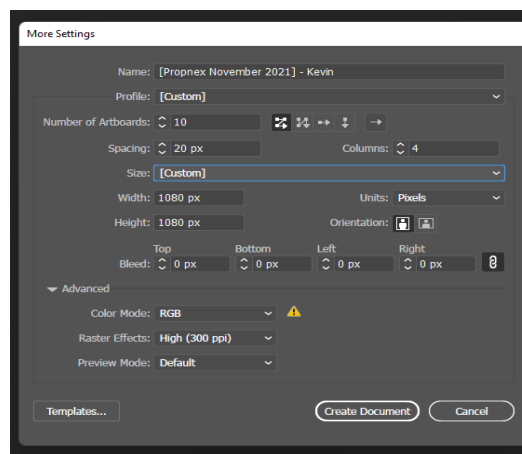 More Settings
Name: [Propnex November 2021] - Kevin
Profile: [Custom]
Number of Artboards: 10
Spacing: 20 px Columns: 4
Size: [Custom]
Width: 1080 px Units: Pixels
Height: 1080 px Orientation:
Top Bottom Left Right
Bleed: 0 px 0 px 0 px 0 px
Advanced
Color Mode: RGB
Raster Effects: High (300 ppi)
Preview Mode: Default
Templates... Create Document Cancel